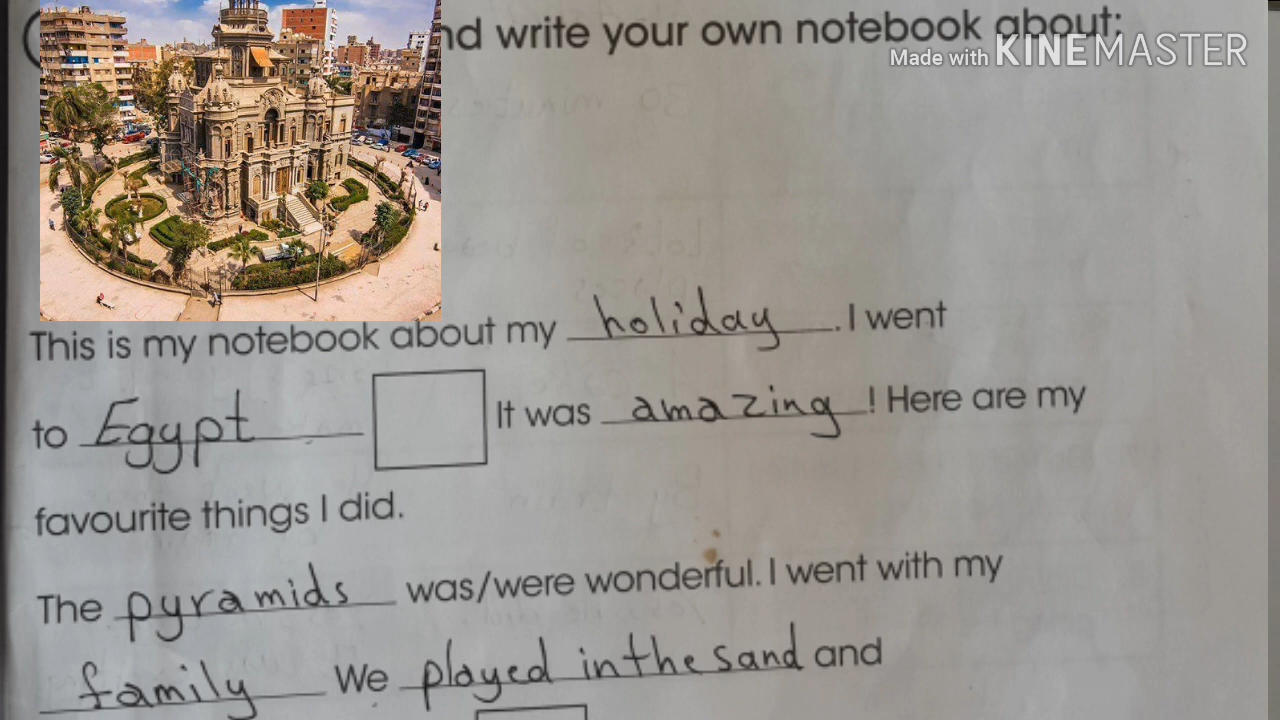 nd write your own notebook about:
Made with KINEMASTER
This is my notebook about my holiday. I went
to Egypt It was amazing! Here are my
favourite things I did.
The pyramids was/were wonderful. I went with my
family We played in the sand and